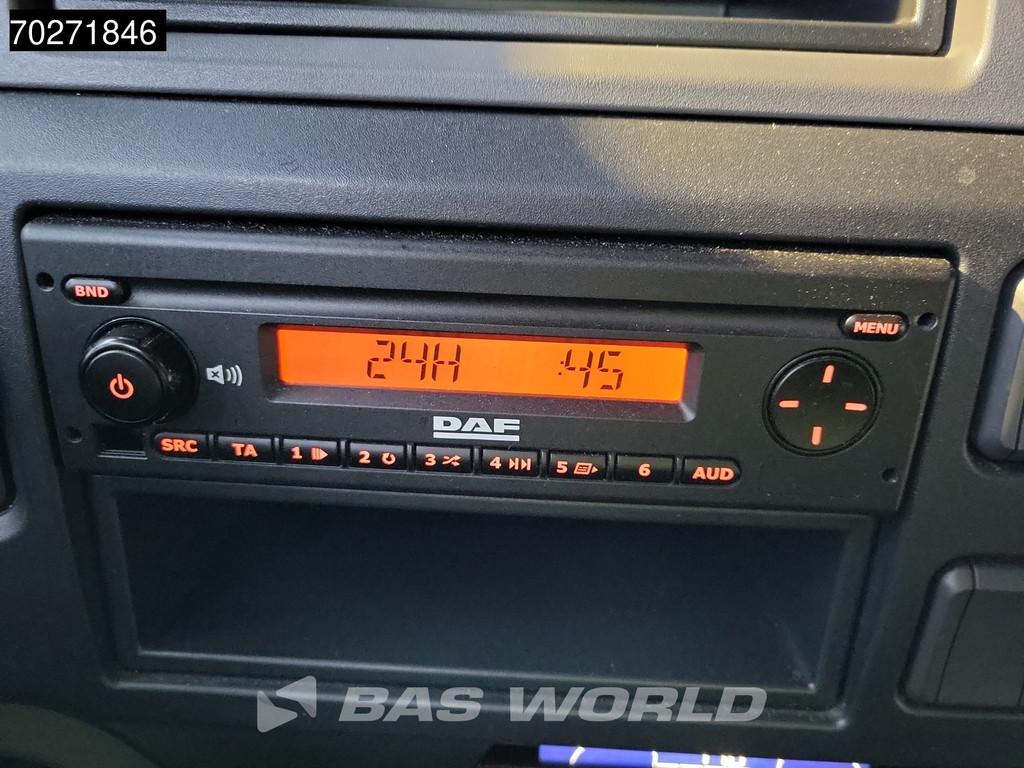 70271846
BND
MENU
24H :45
DAF
SRC TA 1 2 3 4 5 6 AUD
BAS WORLD